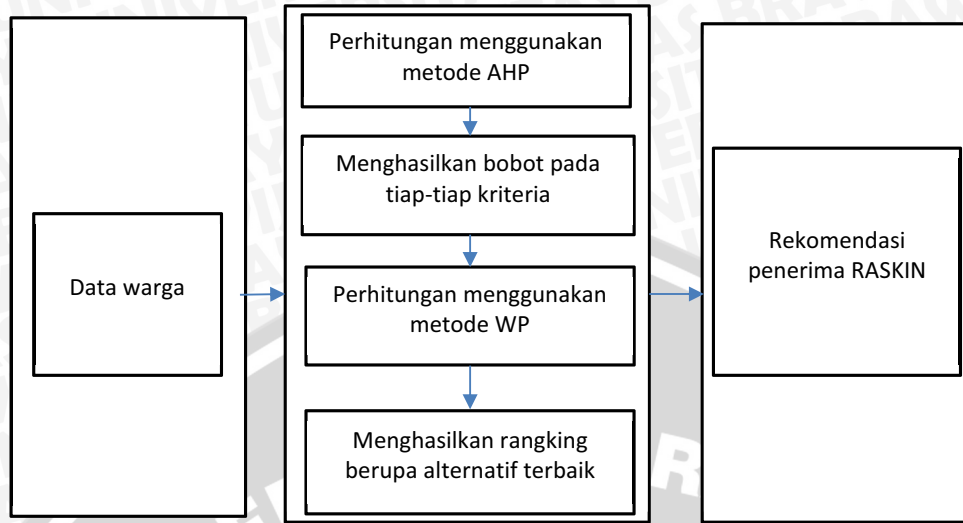 Perhitungan menggunakan
metode AHP
Menghasilkan bobot pada
tiap-tiap kriteria
Data warga
Perhitungan menggunakan
metode WP
Menghasilkan rangking
berupa alternatif terbaik
Rekomendasi
penerima RASKIN